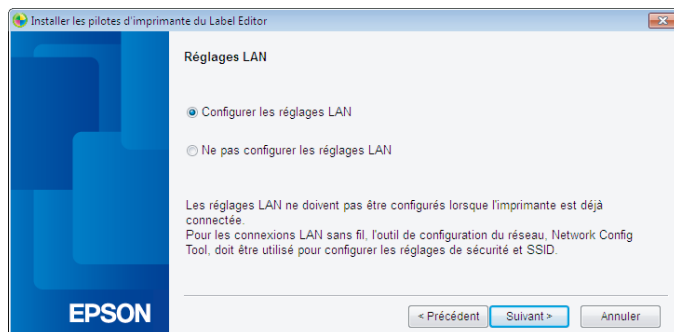 Installer les pilotes d'imprimante du Label Editor
Réglages LAN
Configurer les réglages LAN
Ne pas configurer les réglages LAN
Les réglages LAN ne doivent pas être configurés lorsque l'imprimante est déjà
connectée.
Pour les connexions LAN sans fil, l'outil de configuration du réseau, Network Config
Tool, doit être utilisé pour configurer les réglages de sécurité et SSID.
EPSON
< Précédent
Suivant >
Annuler